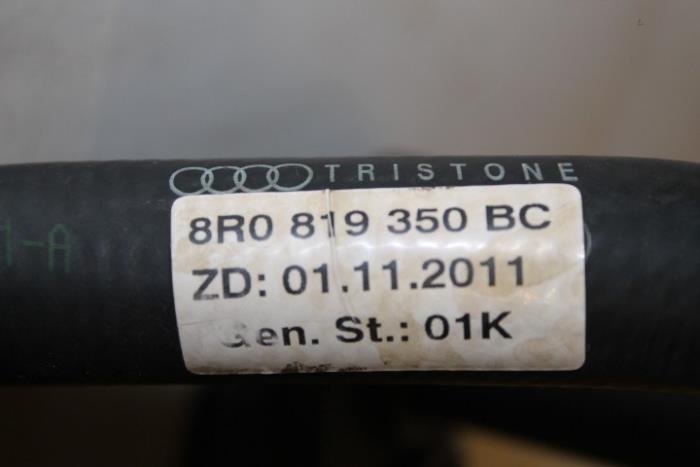 TRISTONE
8R0 819 350 BC
ZD: 01.11.2011
Gen. St.: 01K